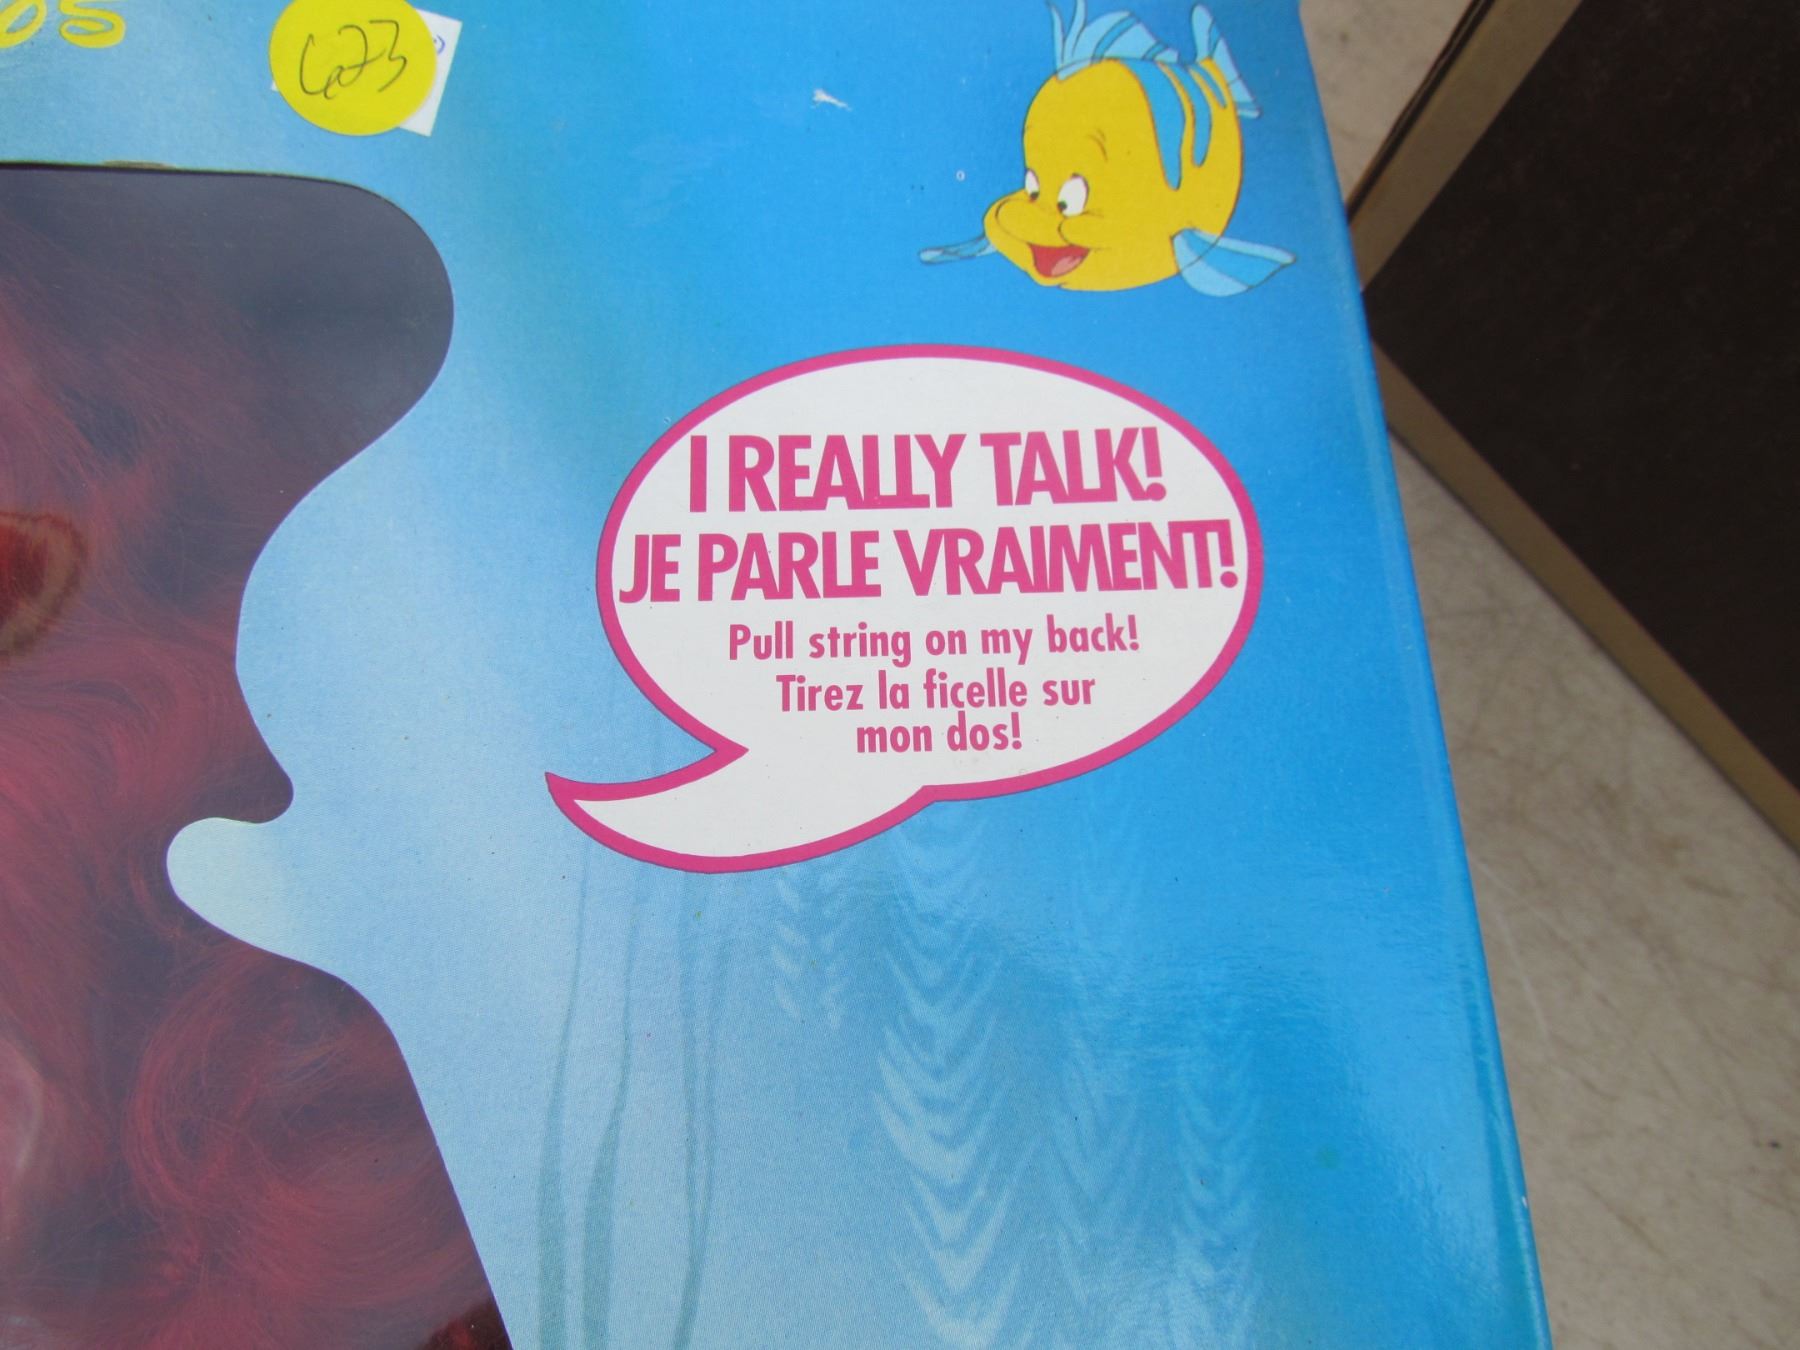 623
I REALLY TALK!
JE PARLE VRAIMENT!
Pull string on my back!
Tirez la ficelle sur
mon dos!